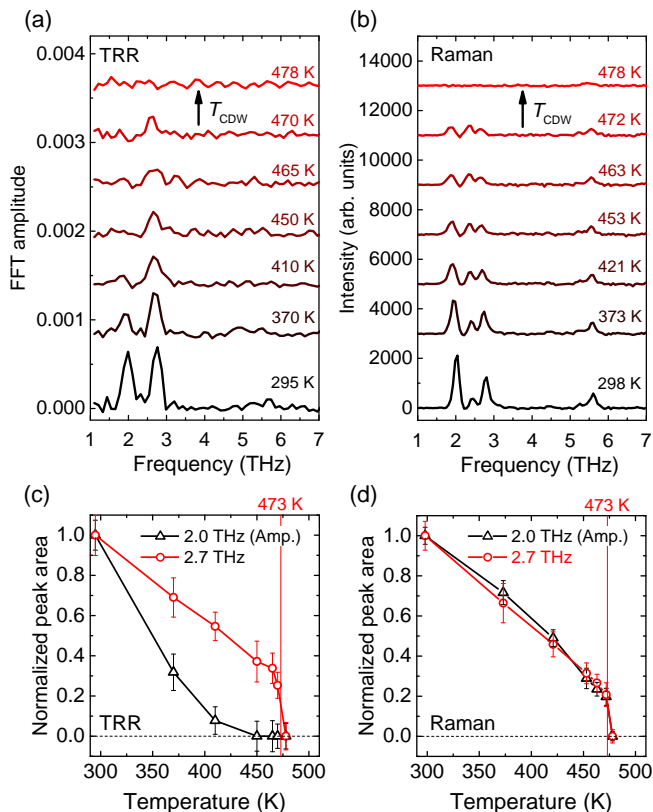 (a)
0.004
TRR
478 K
T_CDW
470 K
0.003
465 K
450 K
0.002
410 K
370 K
0.001
295 K
0.000
FFT amplitude
1 2 3 4 5 6 7
Frequency (THz)
(b)
14000
Raman
478 K
12000
T_CDW
472 K
10000
463 K
8000
453 K
6000
421 K
4000
373 K
2000
298 K
0
Intensity (arb. units)
1 2 3 4 5 6 7
Frequency (THz)
(c)
473 K
1.0
2.0 THz (Amp.)
2.7 THz
0.8
0.6
0.4
0.2
TRR
0.0
Normalized peak area
300 350 400 450 500
Temperature (K)
(d)
473 K
1.0
2.0 THz (Amp.)
2.7 THz
0.8
0.6
0.4
0.2
Raman
0.0
Normalized peak area
300 350 400 450 500
Temperature (K)